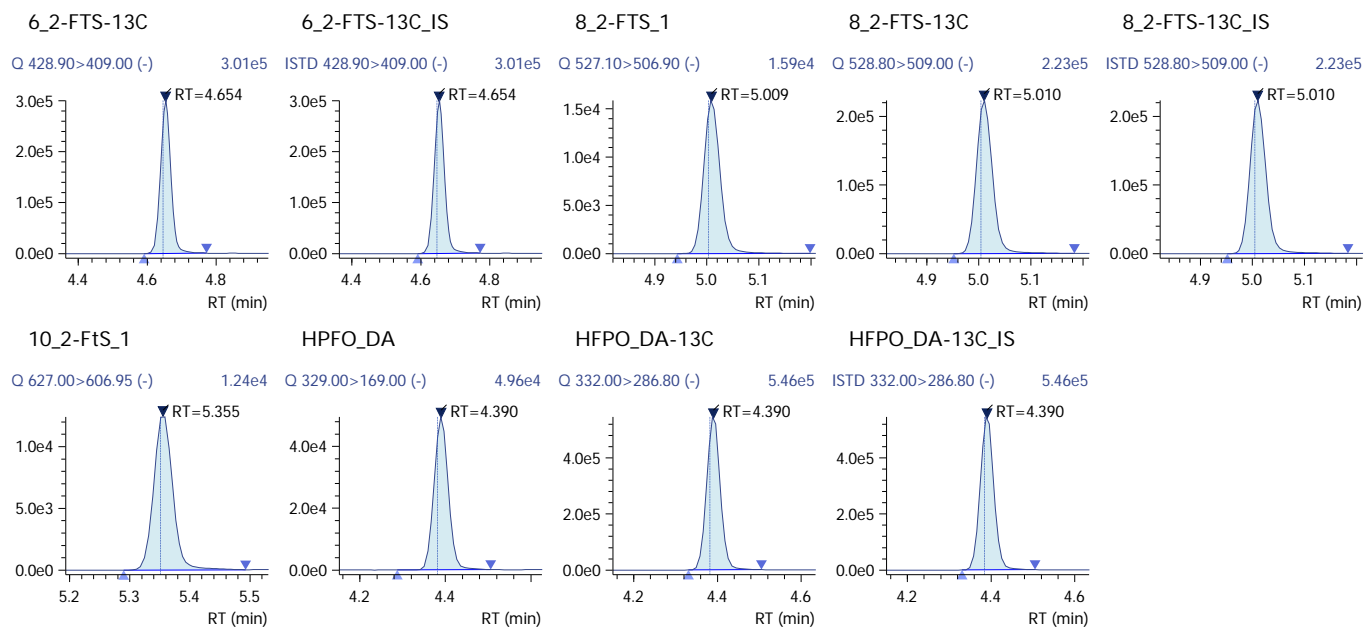 6_2-FTS-13C
Q 428.90>409.00 (-) 3.01e5
3.0e5
RT=4.654
2.0e5
1.0e5
0.0e0
4.4 4.6 4.8
RT (min)
6_2-FTS-13C_IS
ISTD 428.90>409.00 (-) 3.01e5
3.0e5
RT=4.654
2.0e5
1.0e5
0.0e0
4.4 4.6 4.8
RT (min)
8_2-FTS_1
Q 527.10>506.90 (-) 1.59e4
1.5e4
RT=5.009
1.0e4
5.0e3
0.0e0
4.9 5.0 5.1
RT (min)
8_2-FTS-13C
Q 528.80>509.00 (-) 2.23e5
RT=5.010
2.0e5
1.0e5
0.0e0
4.9 5.0 5.1
RT (min)
8_2-FTS-13C_IS
ISTD 528.80>509.00 (-) 2.23e5
RT=5.010
2.0e5
1.0e5
0.0e0
4.9 5.0 5.1
RT (min)
10_2-FtS_1
Q 627.00>606.95 (-) 1.24e4
RT=5.355
1.0e4
5.0e3
0.0e0
5.2 5.3 5.4 5.5
RT (min)
HPFO_DA
Q 329.00>169.00 (-) 4.96e4
RT=4.390
4.0e4
2.0e4
0.0e0
4.2 4.4
RT (min)
HFPO_DA-13C
Q 332.00>286.80 (-) 5.46e5
RT=4.390
4.0e5
2.0e5
0.0e0
4.2 4.4 4.6
RT (min)
HFPO_DA-13C_IS
ISTD 332.00>286.80 (-) 5.46e5
RT=4.390
4.0e5
2.0e5
0.0e0
4.2 4.4 4.6
RT (min)